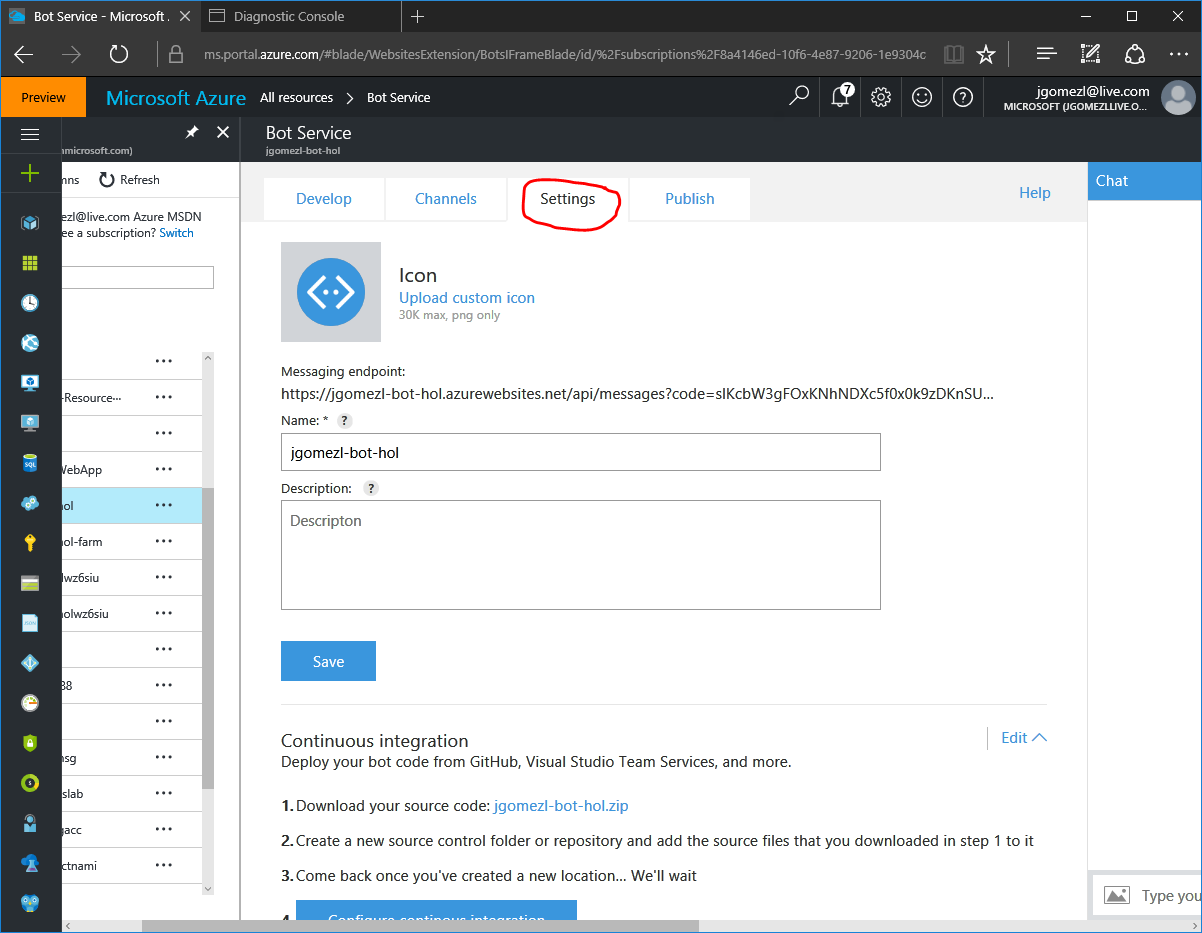 Bot Service - Microsoft .
Diagnostic Console
ms.portal.azure.com/#blade/WebsitesExtension/BotsIFrameBlade/id/%2Fsubscriptions%2F8a4146ed-10f6-4e87-9206-1e9304c
Preview
Microsoft Azure
All resources > Bot Service
7
jgomezl@live.com
MICROSOFT (JGOMEZLLIVE.O...
nmicrosoft.com)
Bot Service
jgomezl-bot-hol
mns
Refresh
ezl@live.com Azure MSDN
ee a subscription? Switch
-Resource...
WebApp
hol
hol-farm
lwz6siu
holwz6siu
38
msg
slab
gacc
ctnami
SQL
Develop
Channels
Settings
Publish
Help
Chat
Icon
Upload custom icon
30K max, png only
Messaging endpoint:
https://jgomezl-bot-hol.azurewebsites.net/api/messages?code=sIKcbW3gFOxKNhNDXc5f0x0k9zDKnSU...
Name: * ?
jgomezl-bot-hol
Description: ?
Descripton
Save
Continuous integration
Edit
Deploy your bot code from GitHub, Visual Studio Team Services, and more.
1. Download your source code: jgomezl-bot-hol.zip
2. Create a new source control folder or repository and add the source files that you downloaded in step 1 to it
3. Come back once you've created a new location... We'll wait
4. Configure continous integration
Type you